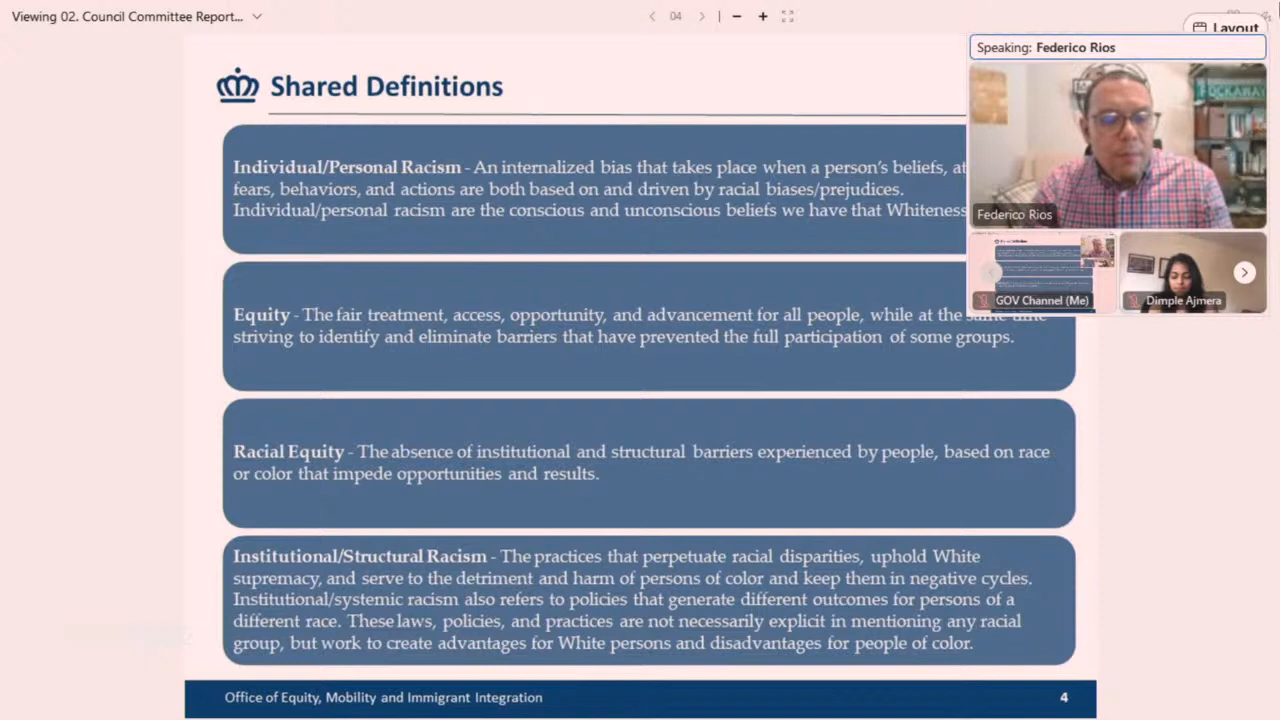 Viewing 02. Council Committee Report...
04
Layout
Speaking: Federico Rios
Shared Definitions
ROCKAWAY
Federico Rios
GOV Channel (Me)
Dimple Ajmera
Individual/Personal Racism - An internalized bias that takes place when a person's beliefs, at
fears, behaviors, and actions are both based on and driven by racial biases/prejudices.
Individual/personal racism are the conscious and unconscious beliefs we have that Whiteness
Equity - The fair treatment, access, opportunity, and advancement for all people, while at the same time
striving to identify and eliminate barriers that have prevented the full participation of some groups.
Racial Equity - The absence of institutional and structural barriers experienced by people, based on race
or color that impede opportunities and results.
Institutional/Structural Racism - The practices that perpetuate racial disparities, uphold White
supremacy, and serve to the detriment and harm of persons of color and keep them in negative cycles.
Institutional/systemic racism also refers to policies that generate different outcomes for persons of a
different race. These laws, policies, and practices are not necessarily explicit in mentioning any racial
group, but work to create advantages for White persons and disadvantages for people of color.
Office of Equity, Mobility and Immigrant Integration
4